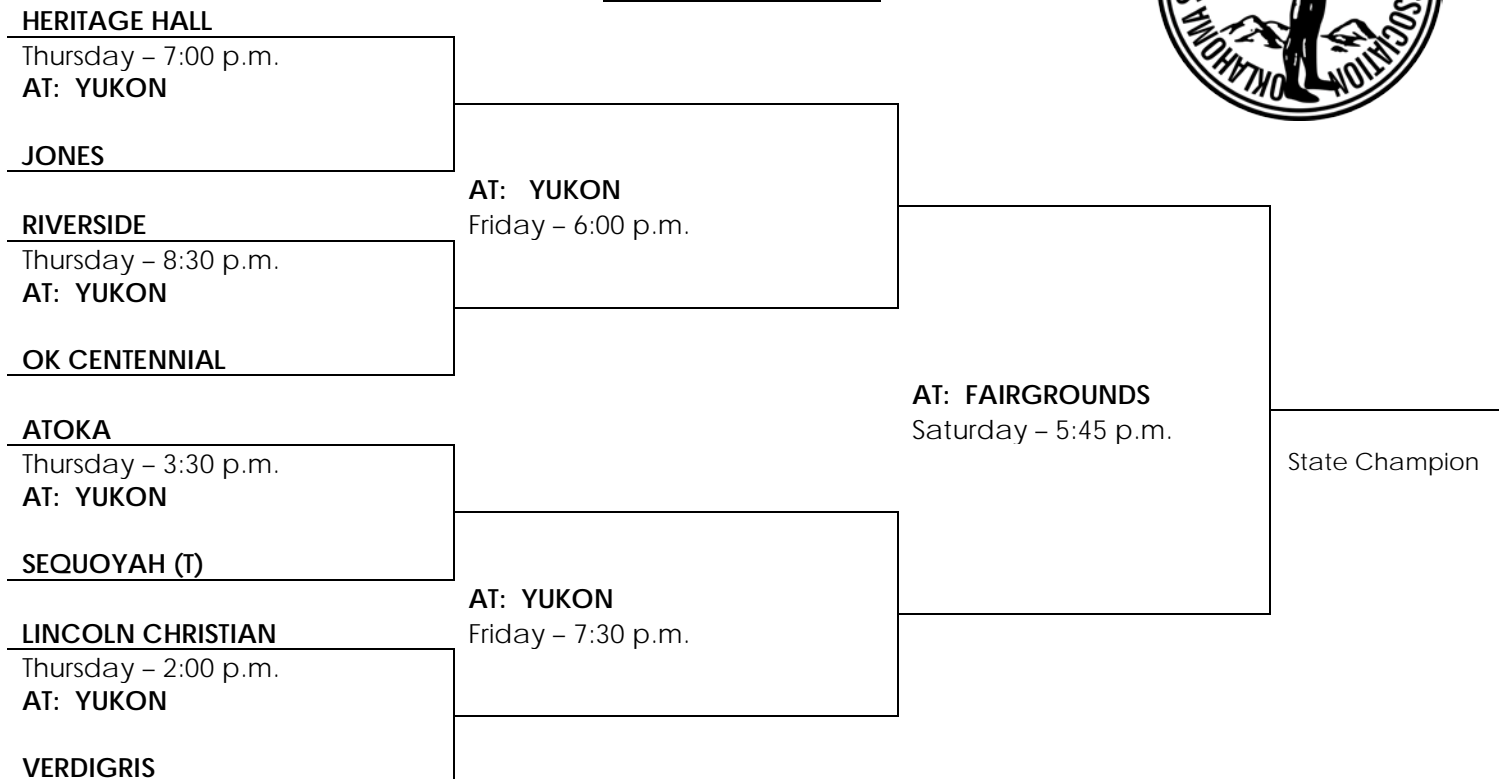 HERITAGE HALL
Thursday – 7:00 p.m.
AT: YUKON
JONES
AT: YUKON
Friday – 6:00 p.m.
RIVERSIDE
Thursday – 8:30 p.m.
AT: YUKON
OK CENTENNIAL
AT: FAIRGROUNDS
Saturday – 5:45 p.m.
State Champion
ATOKA
Thursday – 3:30 p.m.
AT: YUKON
SEQUOYAH (T)
AT: YUKON
Friday – 7:30 p.m.
LINCOLN CHRISTIAN
Thursday – 2:00 p.m.
AT: YUKON
VERDIGRIS
OKLAHOMA